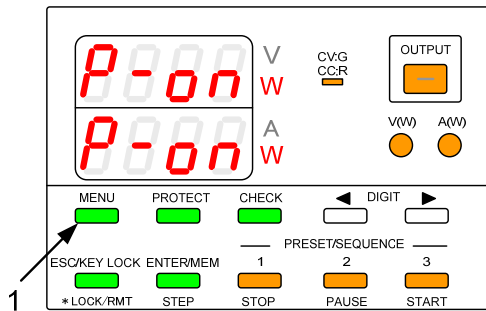 P-on V W
P-on A W
CV:G
CC:R
OUTPUT
V(W) A(W)
MENU PROTECT CHECK ◄ DIGIT ►
PRESET/SEQUENCE
ESC/KEY LOCK ENTER/MEM 1 2 3
*LOCK/RMT STEP STOP PAUSE START
1